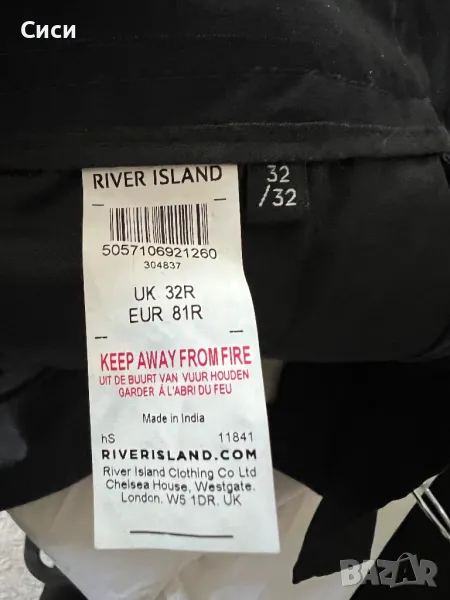 Сиси
RIVER ISLAND
32
/32
5057106921260
304837
UK 32R
EUR 81R
KEEP AWAY FROM FIRE
UIT DE BUURT VAN VUUR HOUDEN
GARDER Á L'ABRI DU FEU
Made in India
hS 11841
RIVERISLAND.COM
River Island Clothing Co Ltd
Chelsea House, Westgate.
London. W5 1DR. UK
BAZAR